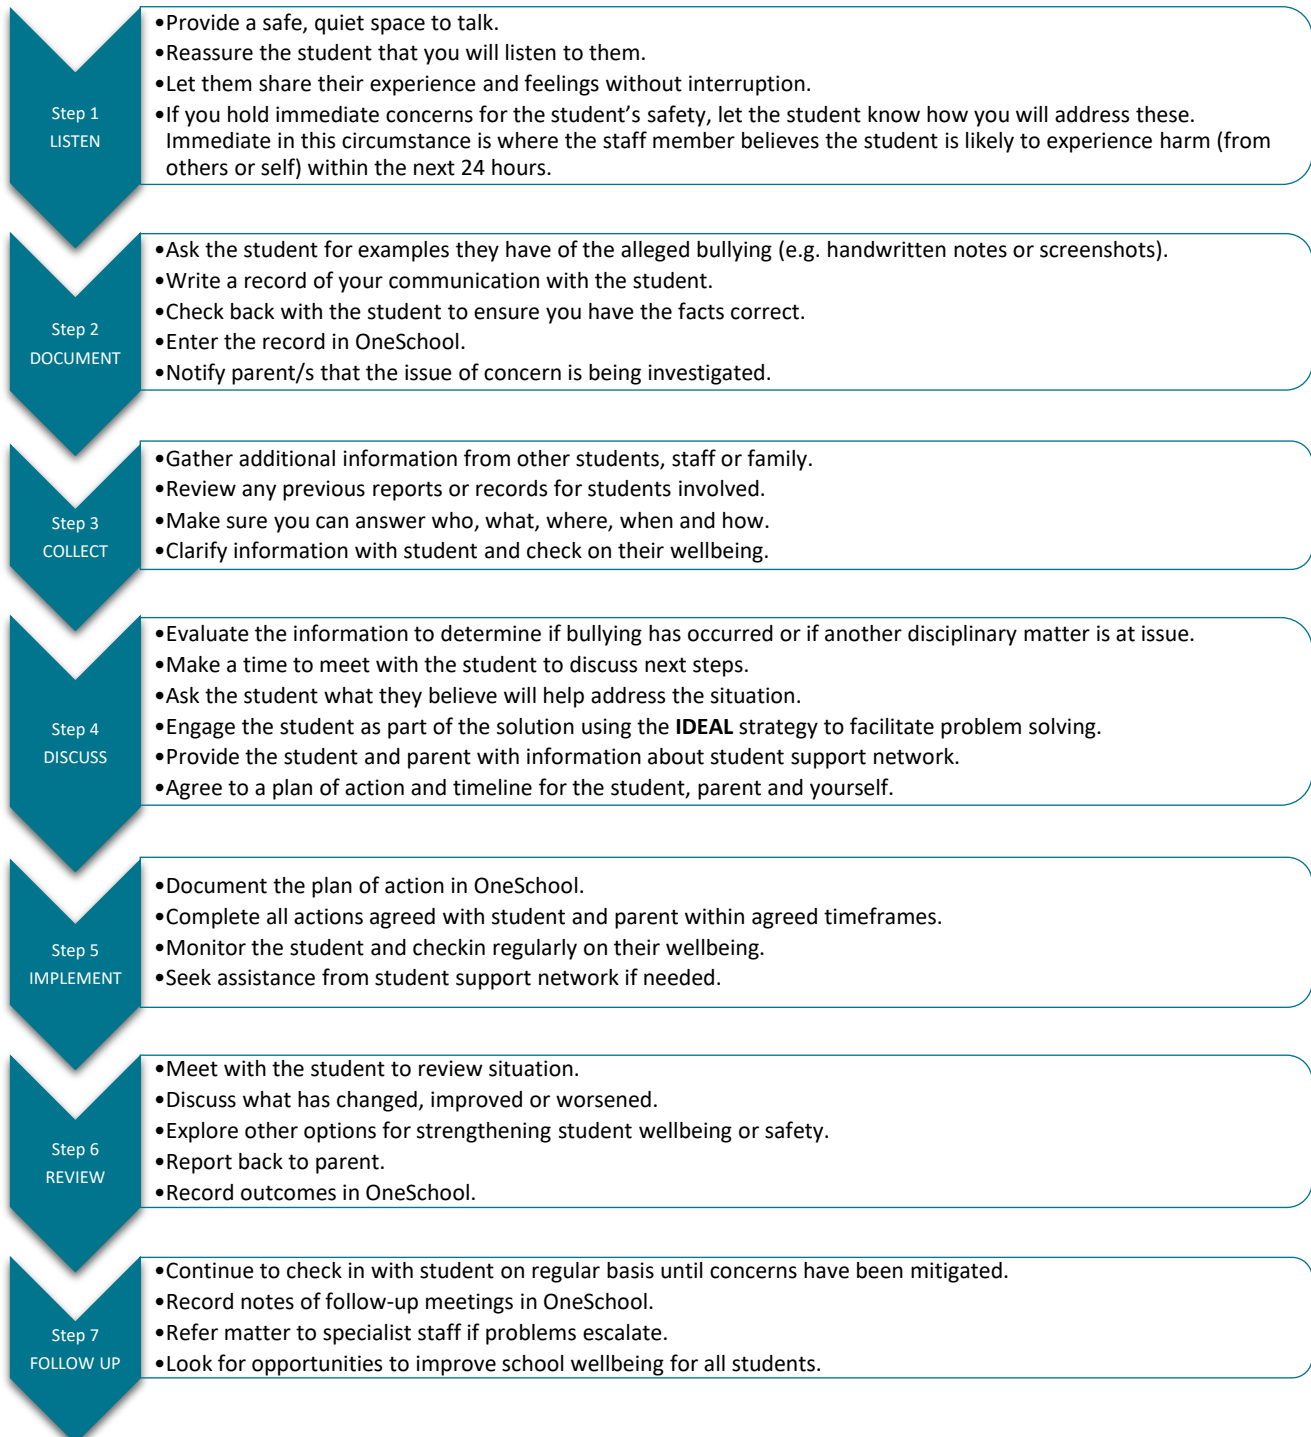 Step 1
LISTEN
•Provide a safe, quiet space to talk.
•Reassure the student that you will listen to them.
•Let them share their experience and feelings without interruption.
•If you hold immediate concerns for the student's safety, let the student know how you will address these.
Immediate in this circumstance is where the staff member believes the student is likely to experience harm (from
others or self) within the next 24 hours.
Step 2
DOCUMENT
•Ask the student for examples they have of the alleged bullying (e.g. handwritten notes or screenshots).
•Write a record of your communication with the student.
•Check back with the student to ensure you have the facts correct.
•Enter the record in OneSchool.
•Notify parent/s that the issue of concern is being investigated.
Step 3
COLLECT
•Gather additional information from other students, staff or family.
•Review any previous reports or records for students involved.
•Make sure you can answer who, what, where, when and how.
•Clarify information with student and check on their wellbeing.
Step 4
DISCUSS
•Evaluate the information to determine if bullying has occurred or if another disciplinary matter is at issue.
•Make a time to meet with the student to discuss next steps.
•Ask the student what they believe will help address the situation.
•Engage the student as part of the solution using the IDEAL strategy to facilitate problem solving.
•Provide the student and parent with information about student support network.
•Agree to a plan of action and timeline for the student, parent and yourself.
Step 5
IMPLEMENT
•Document the plan of action in OneSchool.
•Complete all actions agreed with student and parent within agreed timeframes.
•Monitor the student and checkin regularly on their wellbeing.
•Seek assistance from student support network if needed.
Step 6
REVIEW
•Meet with the student to review situation.
•Discuss what has changed, improved or worsened.
•Explore other options for strengthening student wellbeing or safety.
•Report back to parent.
•Record outcomes in OneSchool.
Step 7
FOLLOW UP
•Continue to check in with student on regular basis until concerns have been mitigated.
•Record notes of follow-up meetings in OneSchool.
•Refer matter to specialist staff if problems escalate.
•Look for opportunities to improve school wellbeing for all students.